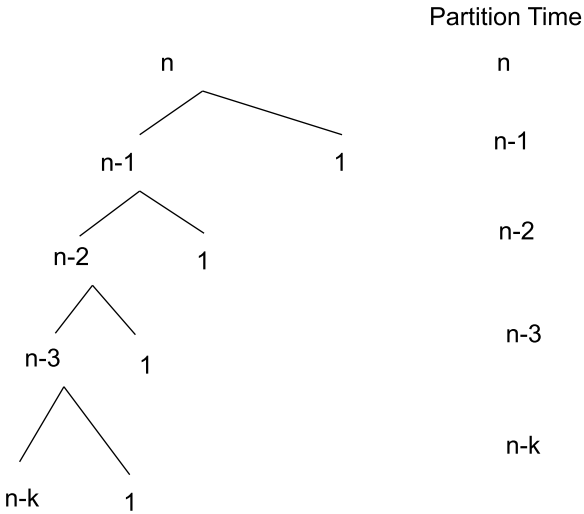 Partition Time
n n
n-1 1 n-1
n-2 1 n-2
n-3 1 n-3
n-k 1 n-k